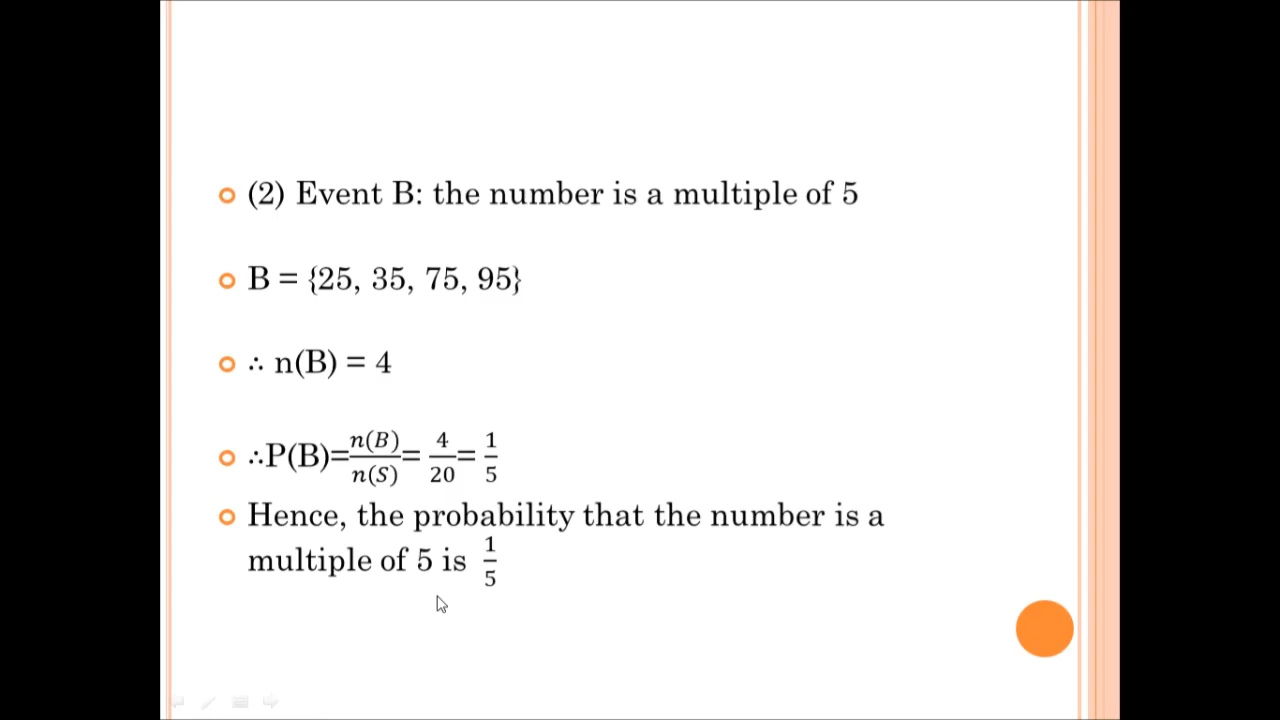 (2) Event B: the number is a multiple of 5
B = {25, 35, 75, 95}
∴ n(B) = 4
∴P(B)=n(B)/n(S)= 4/20= 1/5
Hence, the probability that the number is a
multiple of 5 is 1/5